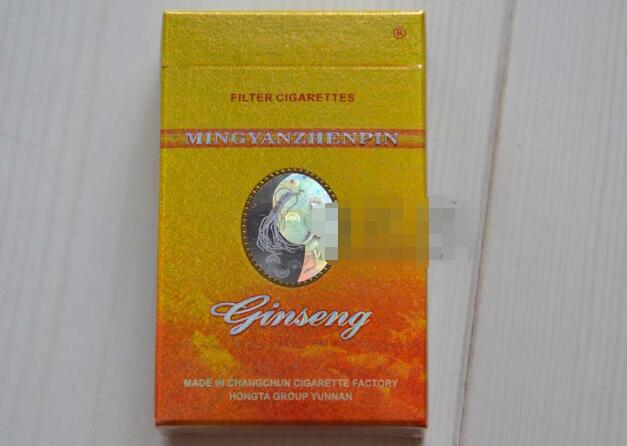 ®
FILTER CIGARETTES
MINGYANZHENPIN
Ginseng
MADE IN CHANGCHUN CIGARETTE FACTORY
HONGTA GROUP YUNNAN